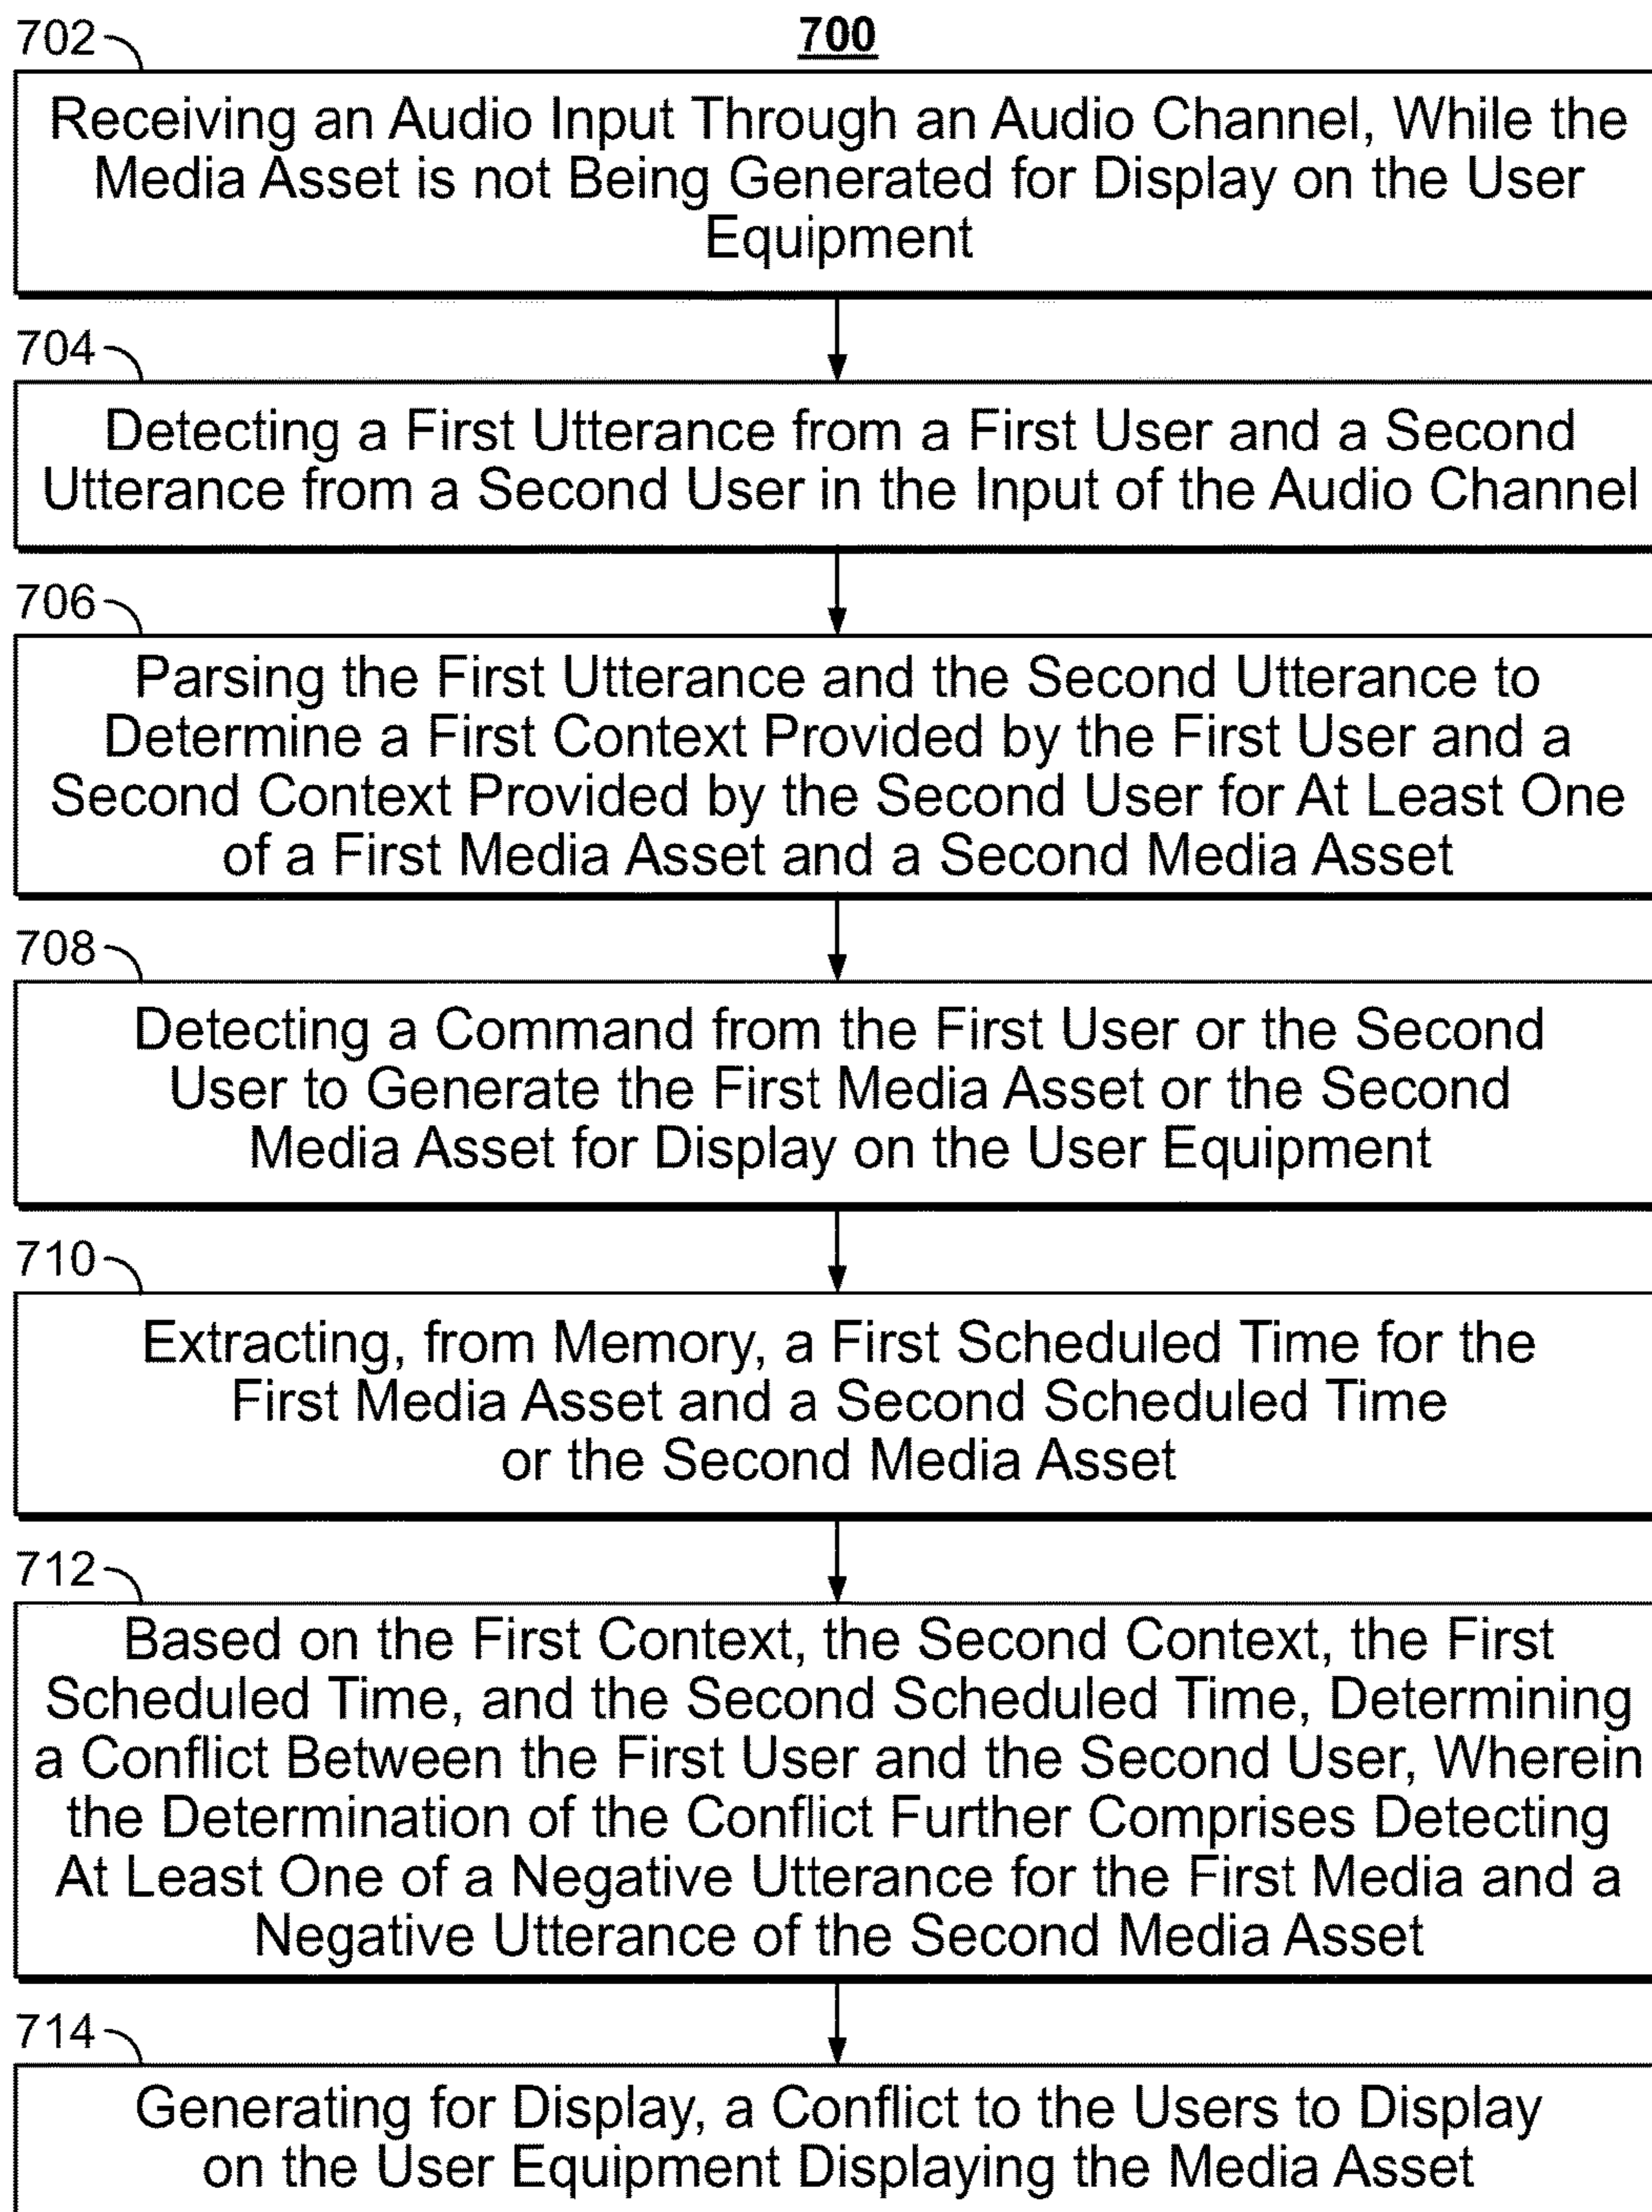 700
702
Receiving an Audio Input Through an Audio Channel, While the
Media Asset is not Being Generated for Display on the User
Equipment
704
Detecting a First Utterance from a First User and a Second
Utterance from a Second User in the Input of the Audio Channel
706
Parsing the First Utterance and the Second Utterance to
Determine a First Context Provided by the First User and a
Second Context Provided by the Second User for At Least One
of a First Media Asset and a Second Media Asset
708
Detecting a Command from the First User or the Second
User to Generate the First Media Asset or the Second
Media Asset for Display on the User Equipment
710
Extracting, from Memory, a First Scheduled Time for the
First Media Asset and a Second Scheduled Time
or the Second Media Asset
712
Based on the First Context, the Second Context, the First
Scheduled Time, and the Second Scheduled Time, Determining
a Conflict Between the First User and the Second User, Wherein
the Determination of the Conflict Further Comprises Detecting
At Least One of a Negative Utterance for the First Media and a
Negative Utterance of the Second Media Asset
714
Generating for Display, a Conflict to the Users to Display
on the User Equipment Displaying the Media Asset